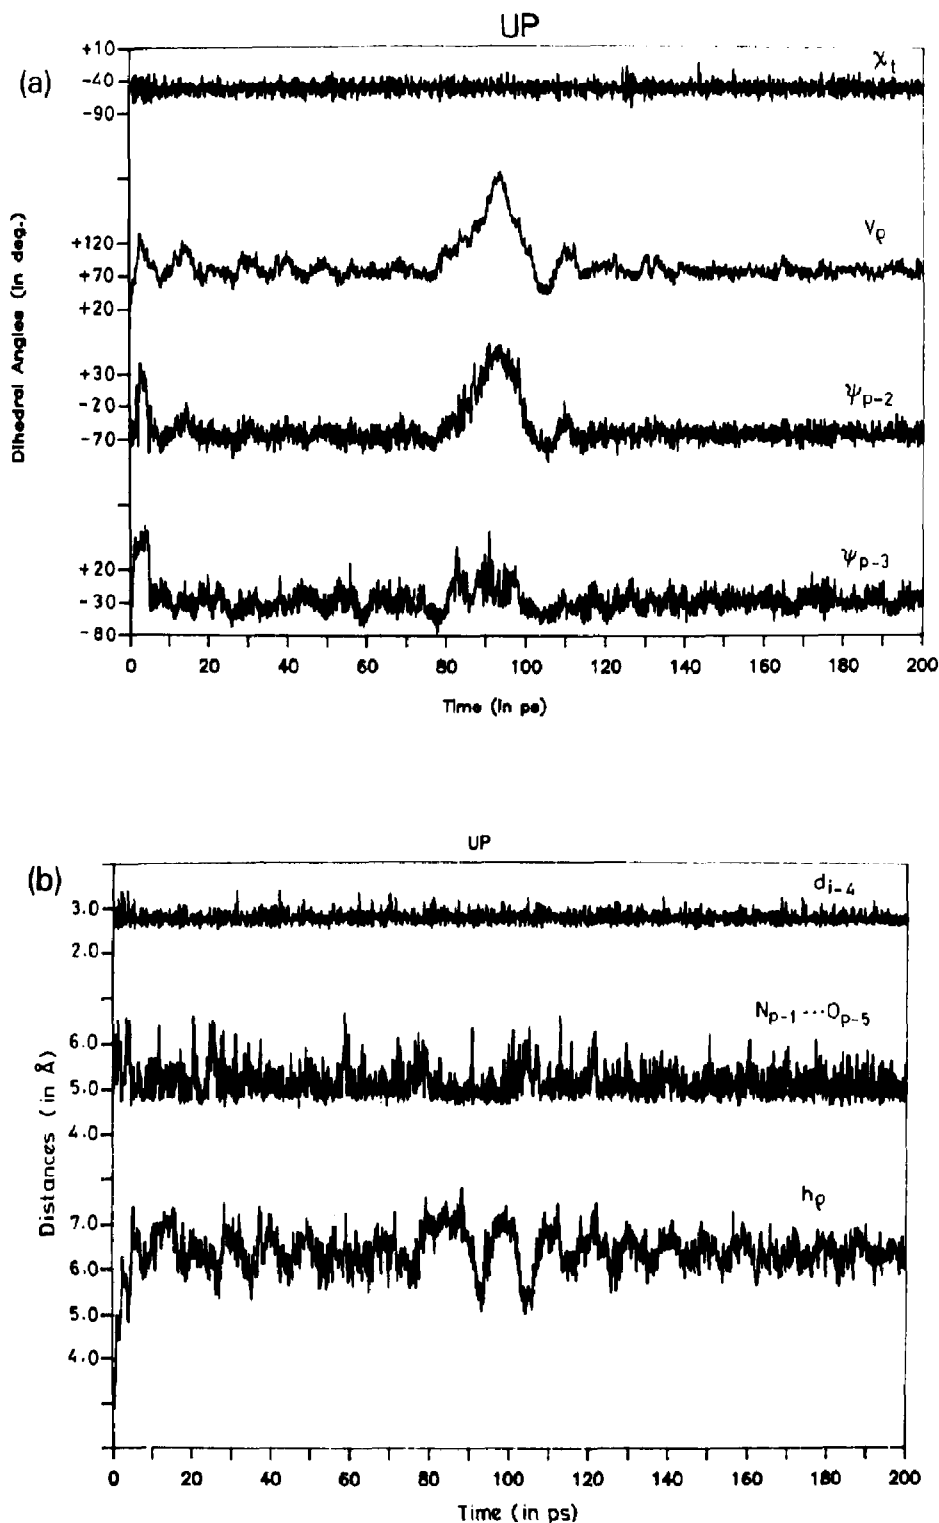 UP
(a)
+10
-40
-90
χt
+120
+70
+20
Vρ
+30
-20
-70
ψp-2
+20
-30
-80
ψp-3
Dihedral Angles (in deg.)
0 20 40 60 80 100 120 140 160 180 200
Time (in ps)
UP
(b)
3.0
2.0
di-4
6.0
5.0
4.0
Np-1 ···Op-5
7.0
6.0
5.0
4.0
hρ
Distances (in Å)
0 20 40 60 80 100 120 140 160 180 200
Time (in ps)